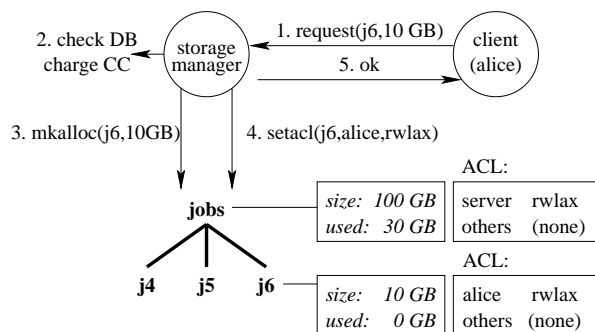 2. check DB
charge CC
storage
manager
1. request(j6,10 GB)
5. ok
client
(alice)
3. mkalloc(j6,10GB)
4. setacl(j6,alice,rwlax)
jobs
size: 100 GB
used: 30 GB
ACL:
server rwlax
others (none)
j4 j5 j6
size: 10 GB
used: 0 GB
ACL:
alice rwlax
others (none)